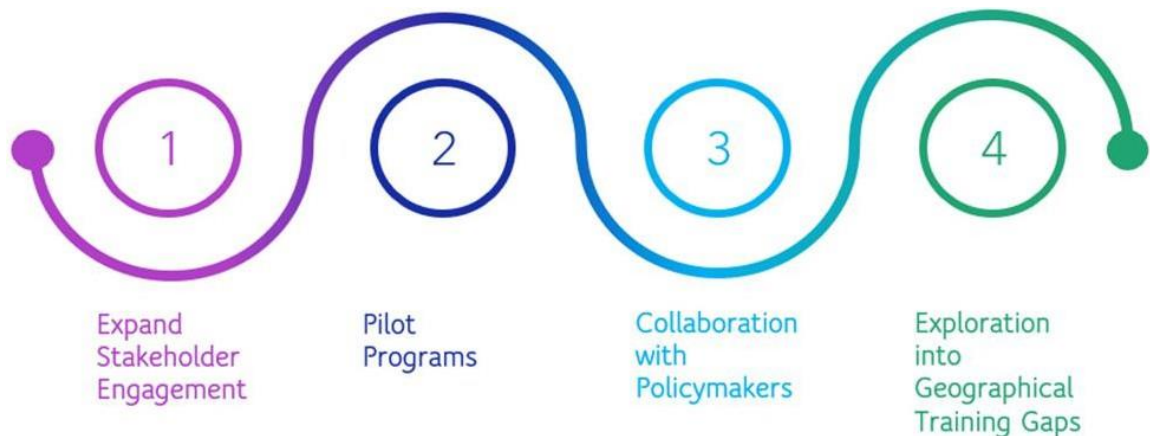 1
2
3
4
Expand
Stakeholder
Engagement
Pilot
Programs
Collaboration
with
Policymakers
Exploration
into
Geographical
Training Gaps